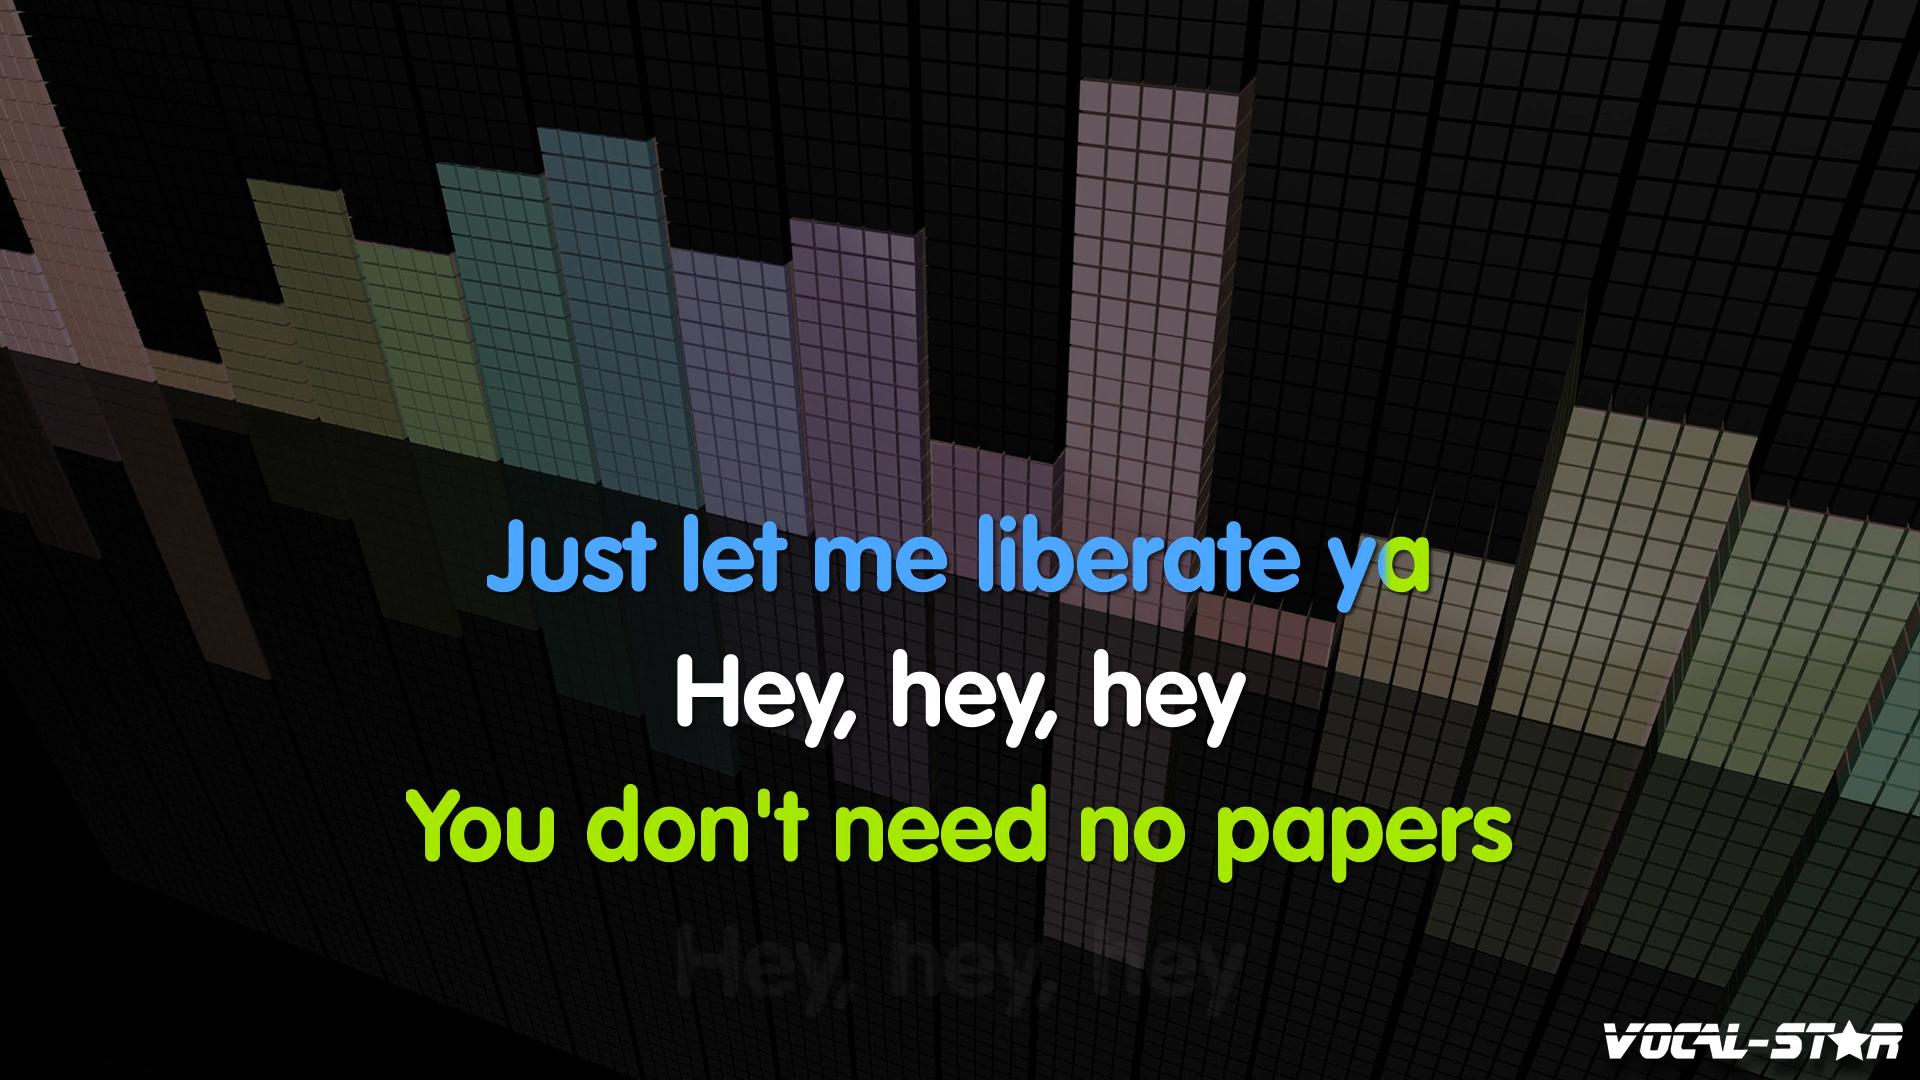 Just let me liberate ya
Hey, hey, hey
You don't need no papers
Hey, hey, hey
VOCAL-STAR